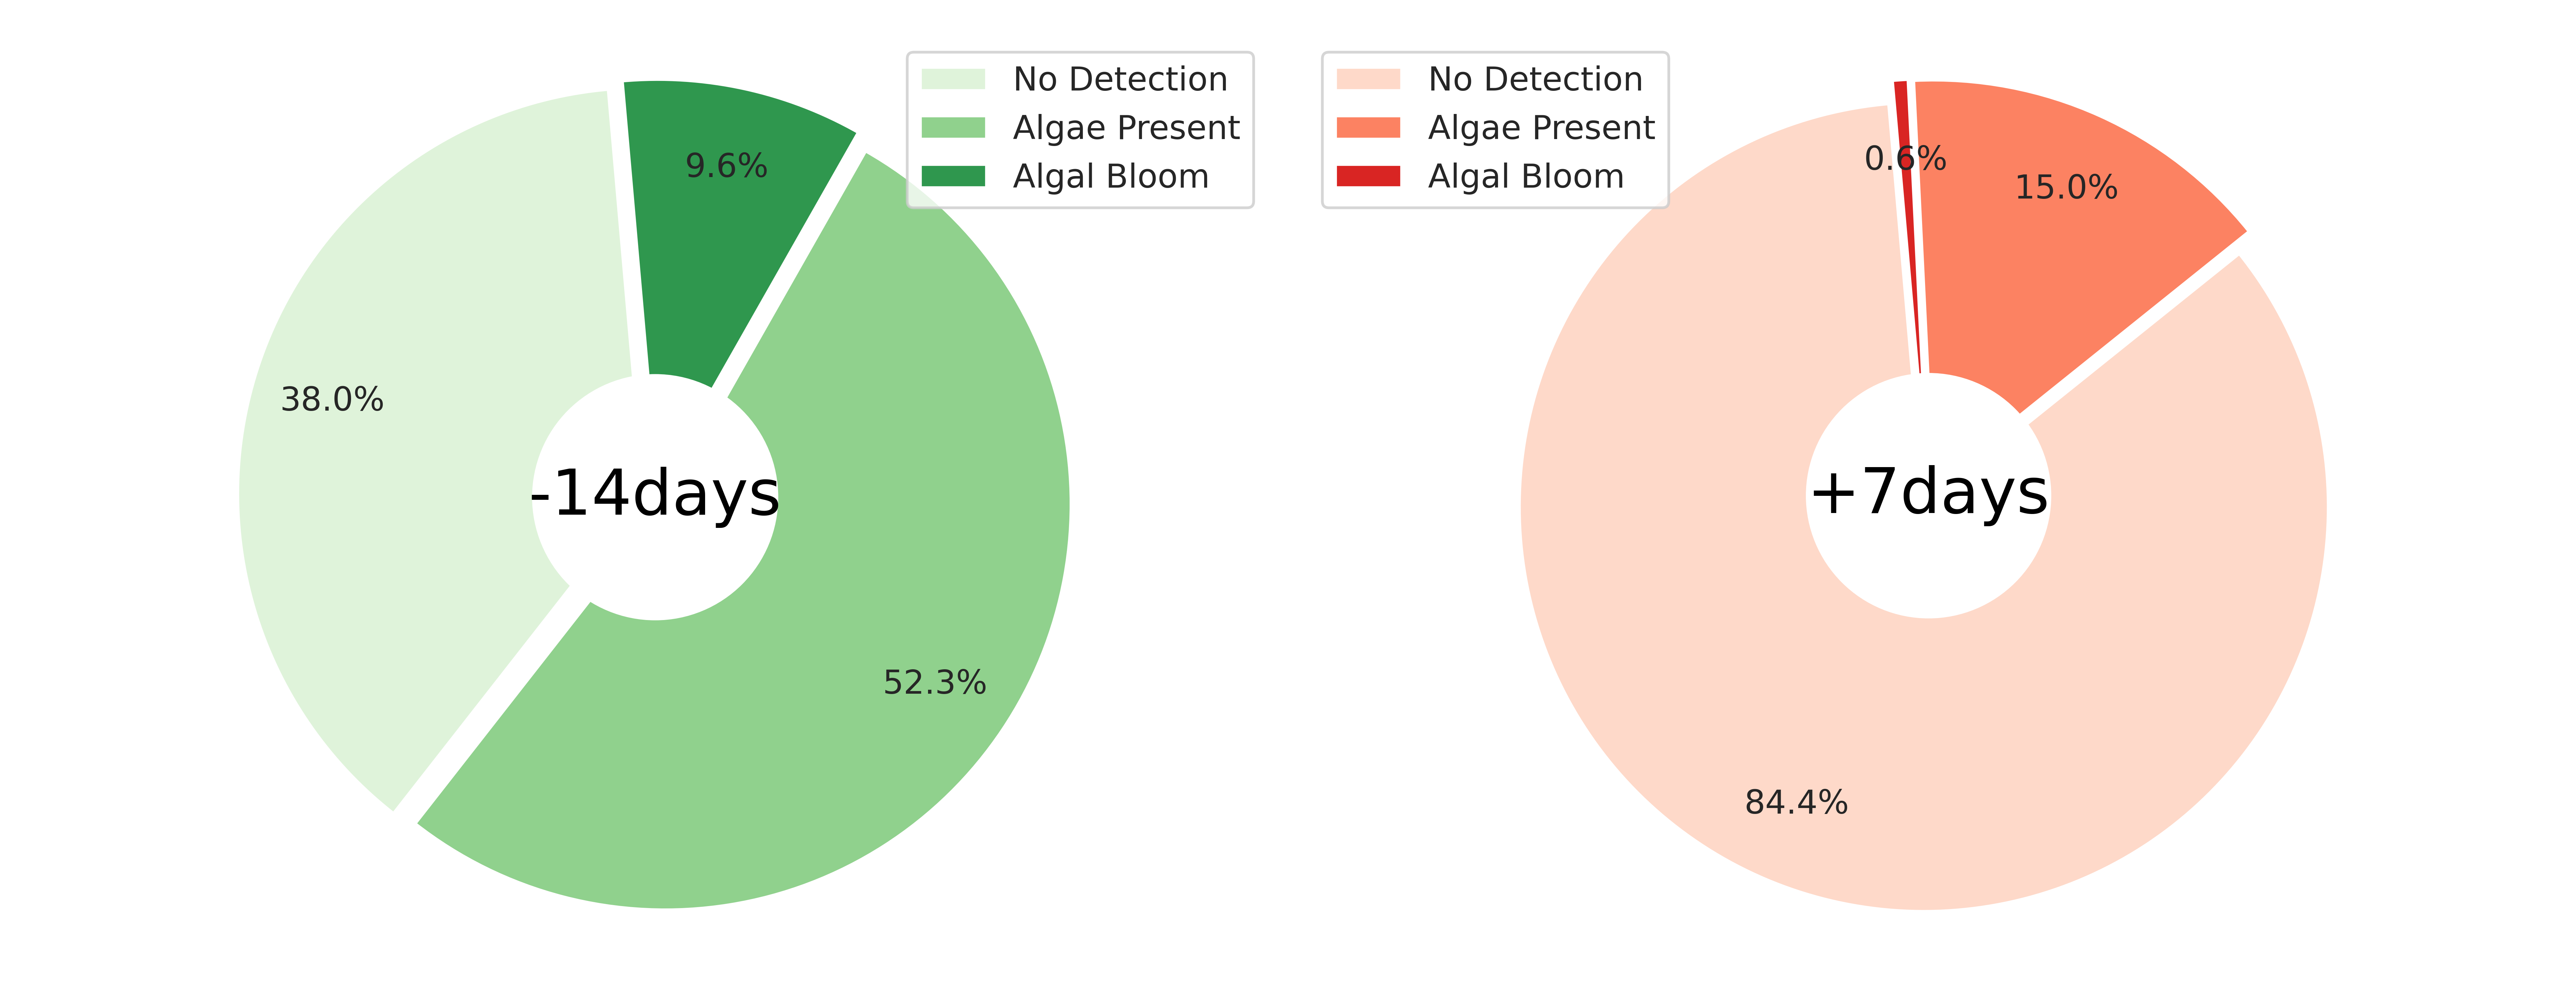 No Detection
Algae Present
Algal Bloom
9.6%
38.0%
-14days
52.3%
No Detection
Algae Present
Algal Bloom
0.6%
15.0%
+7days
84.4%